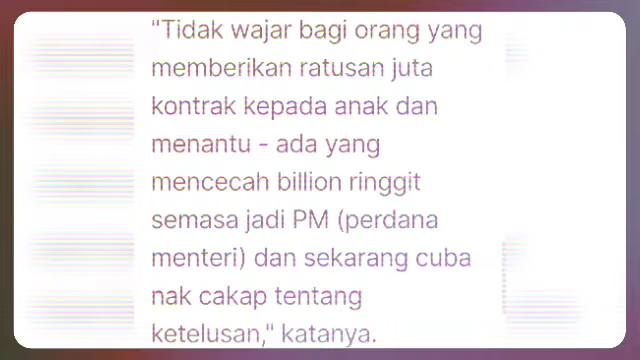 "Tidak wajar bagi orang yang
memberikan ratusan juta
kontrak kepada anak dan
menantu - ada yang
mencecah billion ringgit
semasa jadi PM (perdana
menteri) dan sekarang cuba
nak cakap tentang
ketelusan," katanya.